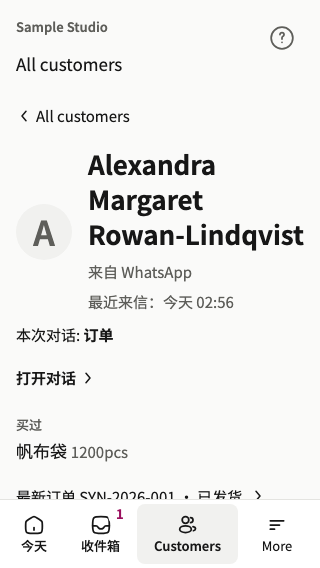 Sample Studio
All customers
All customers
Alexandra
Margaret
Rowan-Lindqvist
A
来自 WhatsApp
最近来信：今天 02:56
本次对话: 订单
打开对话
买过
帆布袋 1200pcs
最新订单 SYN-2026-001 · 已发货
1
今天
收件箱
Customers
More